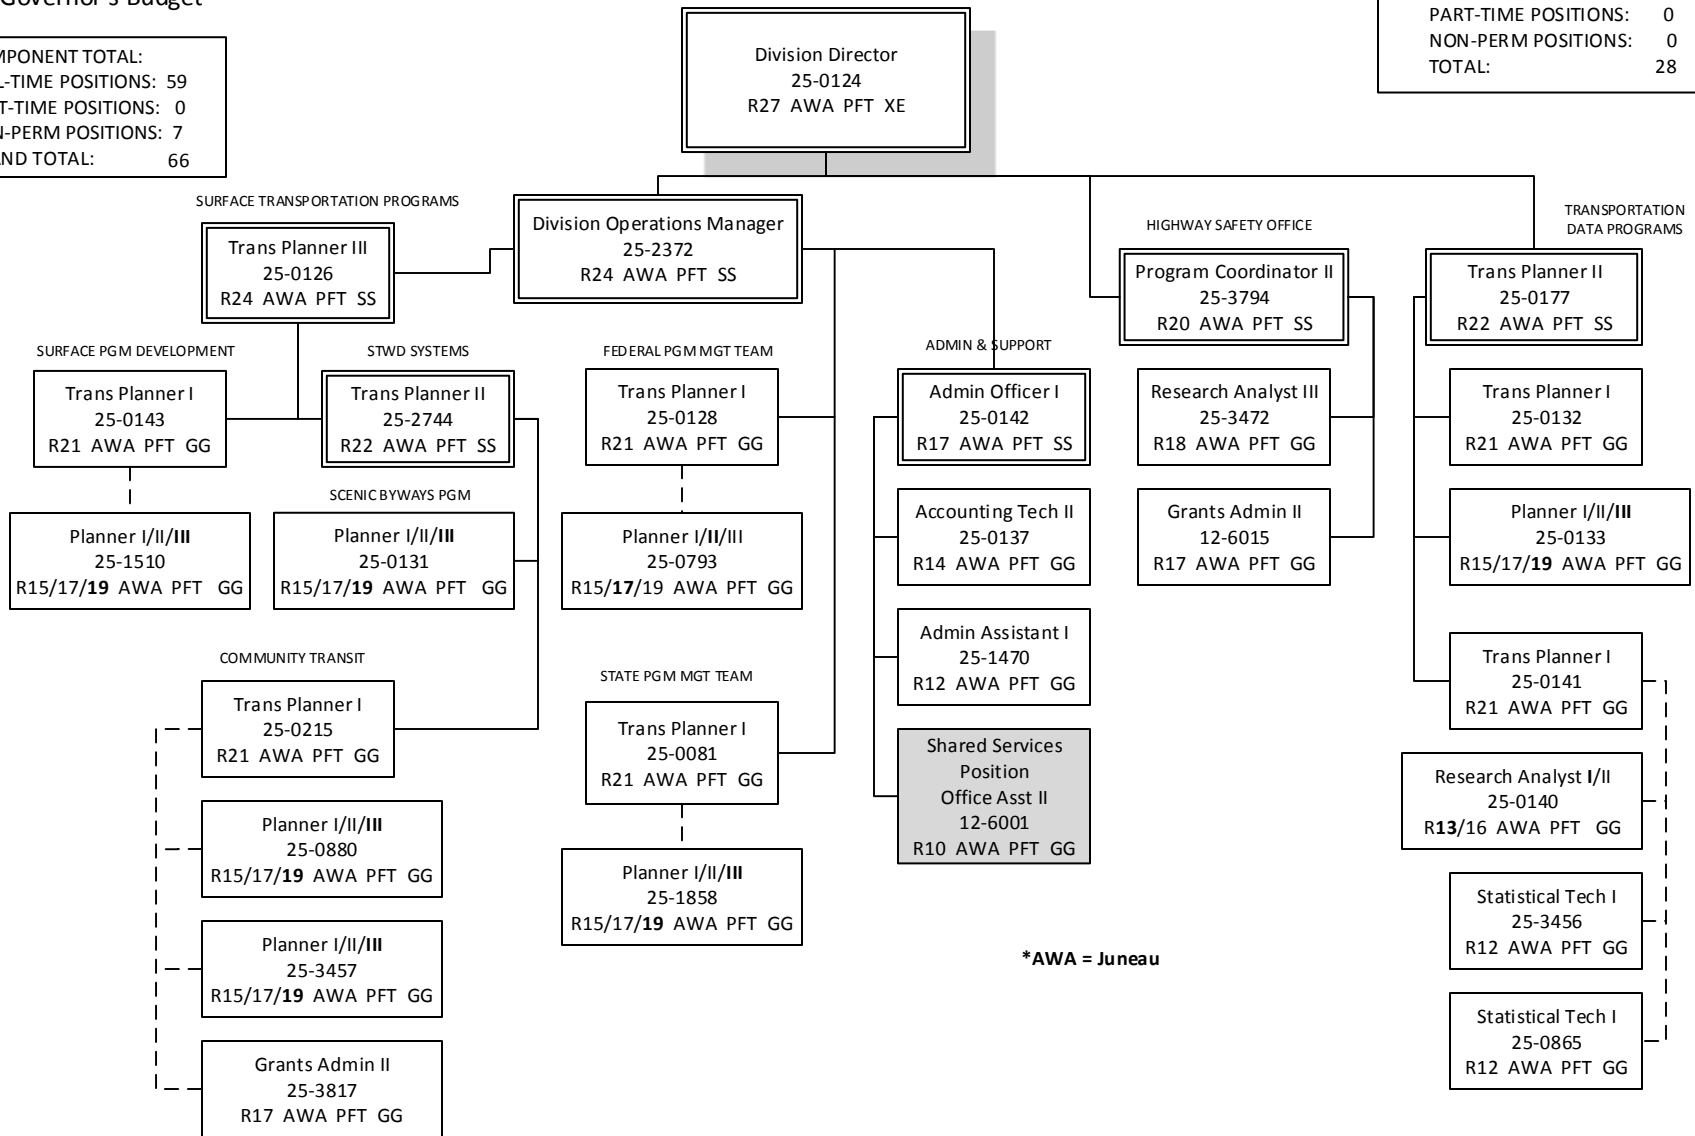 Governor's Budget
COMPONENT TOTAL:
TIME POSITIONS: 59
TIME POSITIONS: 0
PERM POSITIONS: 7
TOTAL: 66
PART-TIME POSITIONS: 0
NON-PERM POSITIONS: 0
TOTAL: 28
Division Director
25-0124
R27 AWA PFT XE
SURFACE TRANSPORTATION PROGRAMS
Trans Planner III
25-0126
R24 AWA PFT SS
Division Operations Manager
25-2372
R24 AWA PFT SS
HIGHWAY SAFETY OFFICE
Program Coordinator II
25-3794
R20 AWA PFT SS
TRANSPORTATION
DATA PROGRAMS
Trans Planner II
25-0177
R22 AWA PFT SS
SURFACE PGM DEVELOPMENT
Trans Planner I
25-0143
R21 AWA PFT GG
Planner I/II/III
25-1510
R15/17/19 AWA PFT GG
STWD SYSTEMS
Trans Planner II
25-2744
R22 AWA PFT SS
SCENIC BYWAYS PGM
Planner I/II/III
25-0131
R15/17/19 AWA PFT GG
COMMUNITY TRANSIT
Trans Planner I
25-0215
R21 AWA PFT GG
Planner I/II/III
25-0880
R15/17/19 AWA PFT GG
Planner I/II/III
25-3457
R15/17/19 AWA PFT GG
Grants Admin II
25-3817
R17 AWA PFT GG
FEDERAL PGM MGT TEAM
Trans Planner I
25-0128
R21 AWA PFT GG
Planner I/II/III
25-0793
R15/17/19 AWA PFT GG
STATE PGM MGT TEAM
Trans Planner I
25-0081
R21 AWA PFT GG
Planner I/II/III
25-1858
R15/17/19 AWA PFT GG
ADMIN & SUPPORT
Admin Officer I
25-0142
R17 AWA PFT SS
Accounting Tech II
25-0137
R14 AWA PFT GG
Admin Assistant I
25-1470
R12 AWA PFT GG
Shared Services
Position
Office Asst II
12-6001
R10 AWA PFT GG
Research Analyst III
25-3472
R18 AWA PFT GG
Grants Admin II
12-6015
R17 AWA PFT GG
Trans Planner I
25-0132
R21 AWA PFT GG
Planner I/II/III
25-0133
R15/17/19 AWA PFT GG
Trans Planner I
25-0141
R21 AWA PFT GG
Research Analyst I/II
25-0140
R13/16 AWA PFT GG
Statistical Tech I
25-3456
R12 AWA PFT GG
Statistical Tech I
25-0865
R12 AWA PFT GG
*AWA = Juneau